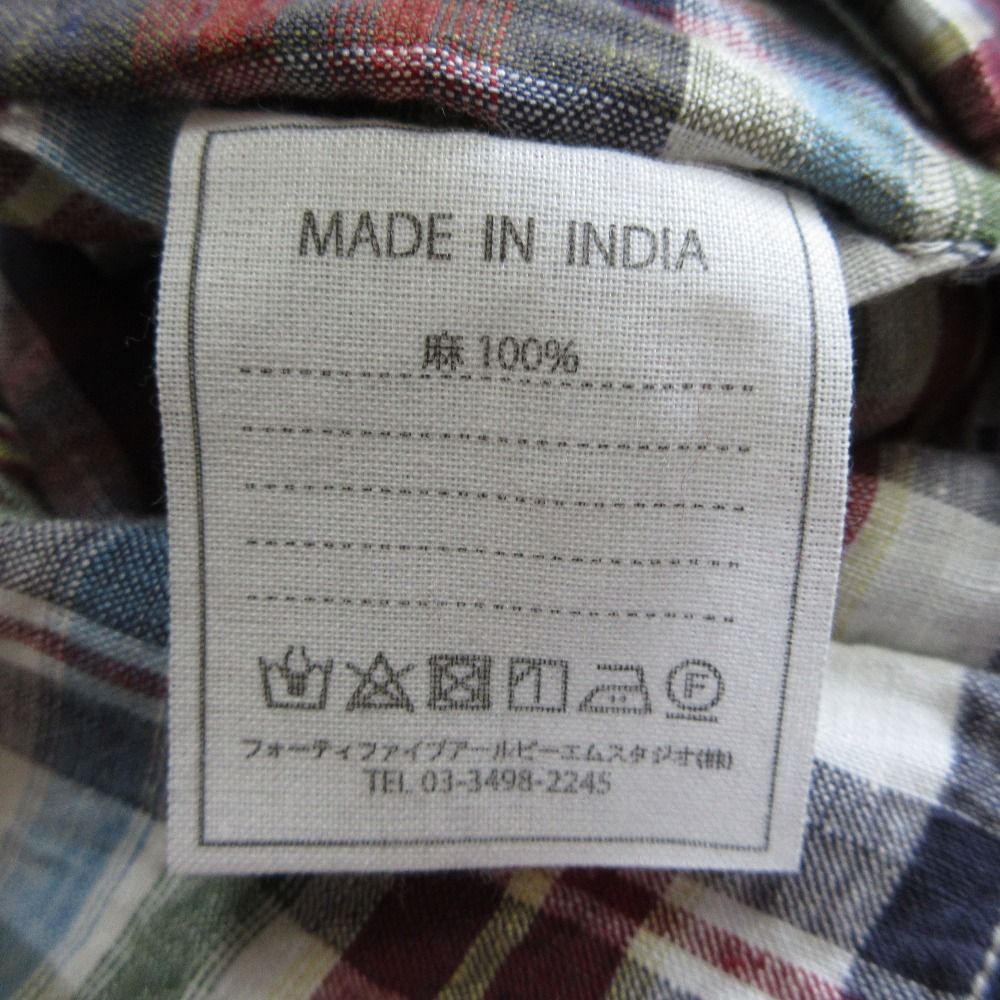 MADE IN INDIA
麻 100%
F
フォーティファイブアールピーエムスタジオ(株)
TEL 03-3498-2245